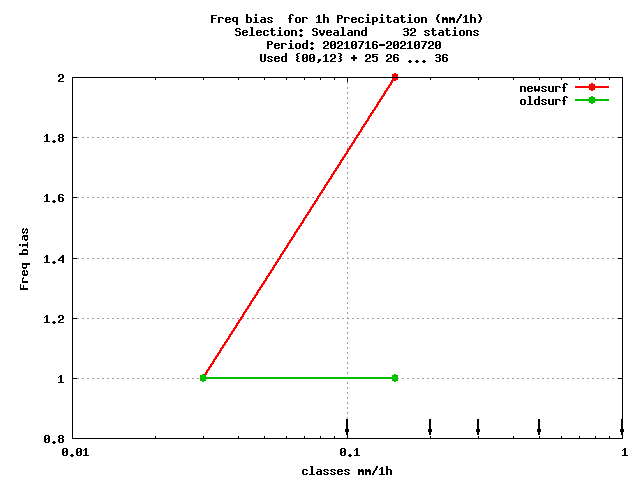 Freq bias  for 1h Precipitation (mm/1h)
Selection: Svealand     32 stations
Period: 20210716-20210720
Used {00,12} + 25 26 ... 36
newsurf
oldsurf
2
1.8
1.6
1.4
1.2
1
0.8
Freq bias
0.01
0.1
1
classes mm/1h